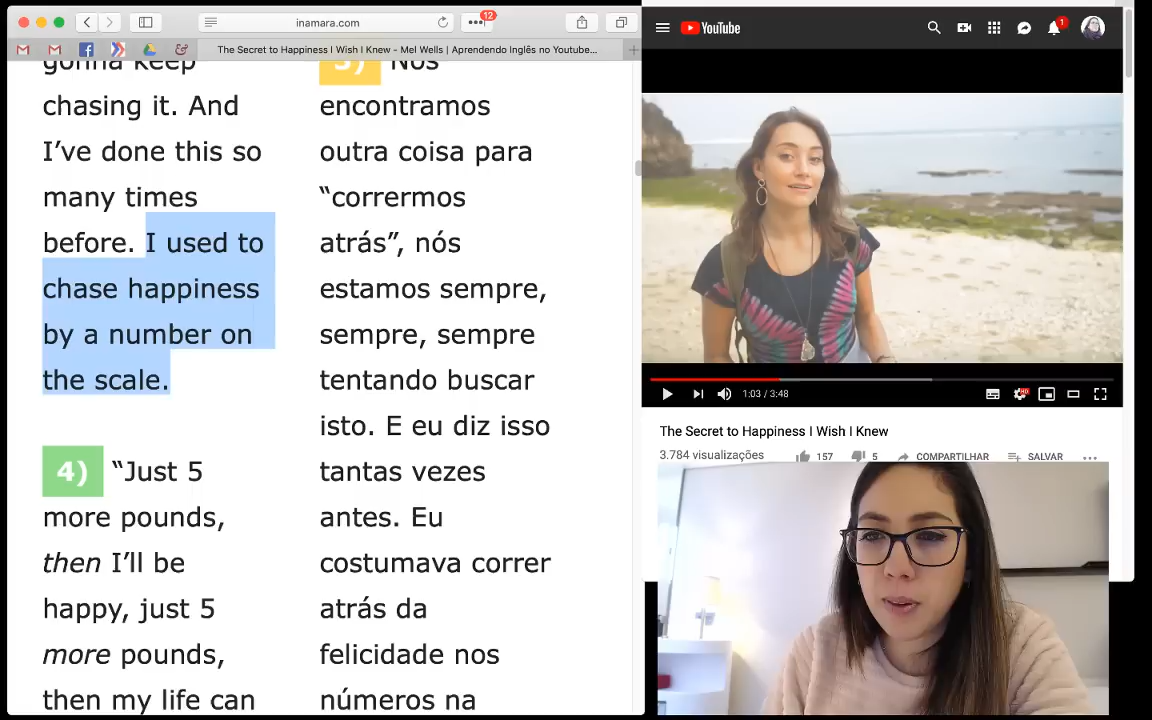 inamara.com
12
The Secret to Happiness I Wish I Knew - Mel Wells | Aprendendo Inglês no Youtube...
gonna keep
chasing it. And
I’ve done this so
many times
before. I used to
chase happiness
by a number on
the scale.
4) “Just 5
more pounds,
then I’ll be
happy, just 5
more pounds,
then my life can
3) Nós
encontramos
outra coisa para
“corrermos
atrás”, nós
estamos sempre,
sempre, sempre
tentando buscar
isto. E eu diz isso
tantas vezes
antes. Eu
costumava correr
atrás da
felicidade nos
números na
YouTube
1
1:03 / 3:48
HD
The Secret to Happiness I Wish I Knew
3.784 visualizações
157
5
COMPARTILHAR
SALVAR